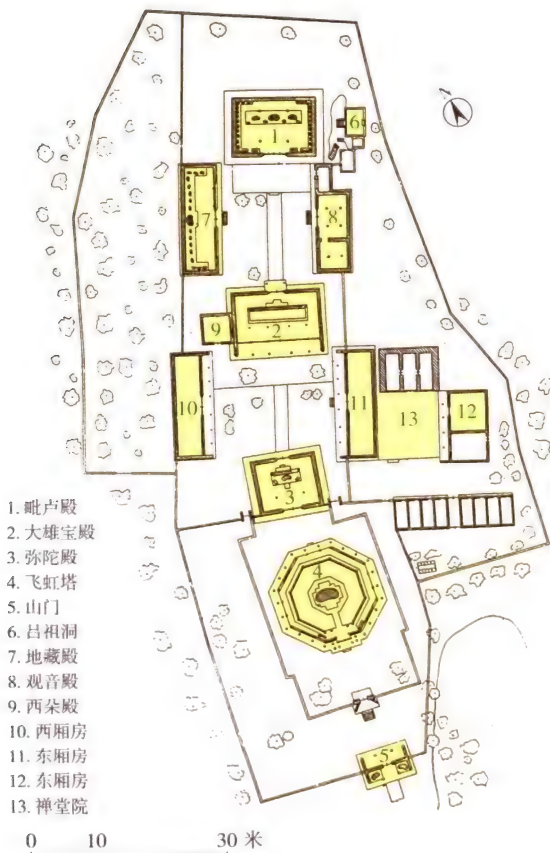 1
6
7
8
9
2
10
11
13
12
3
4
5
1. 毗卢殿
2. 大雄宝殿
3. 弥陀殿
4. 飞虹塔
5. 山门
6. 吕祖洞
7. 地藏殿
8. 观音殿
9. 西朵殿
10. 西厢房
11. 东厢房
12. 东厢房
13. 禅堂院
0 10 30 米